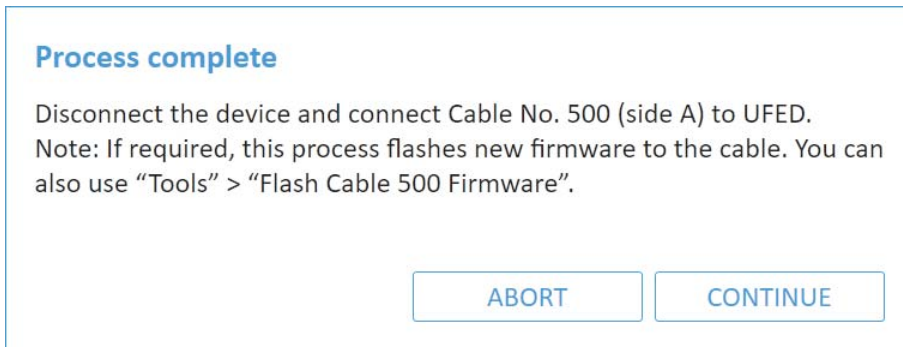 Process complete
Disconnect the device and connect Cable No. 500 (side A) to UFED.
Note: If required, this process flashes new firmware to the cable. You can
also use “Tools” > “Flash Cable 500 Firmware”.
ABORT
CONTINUE